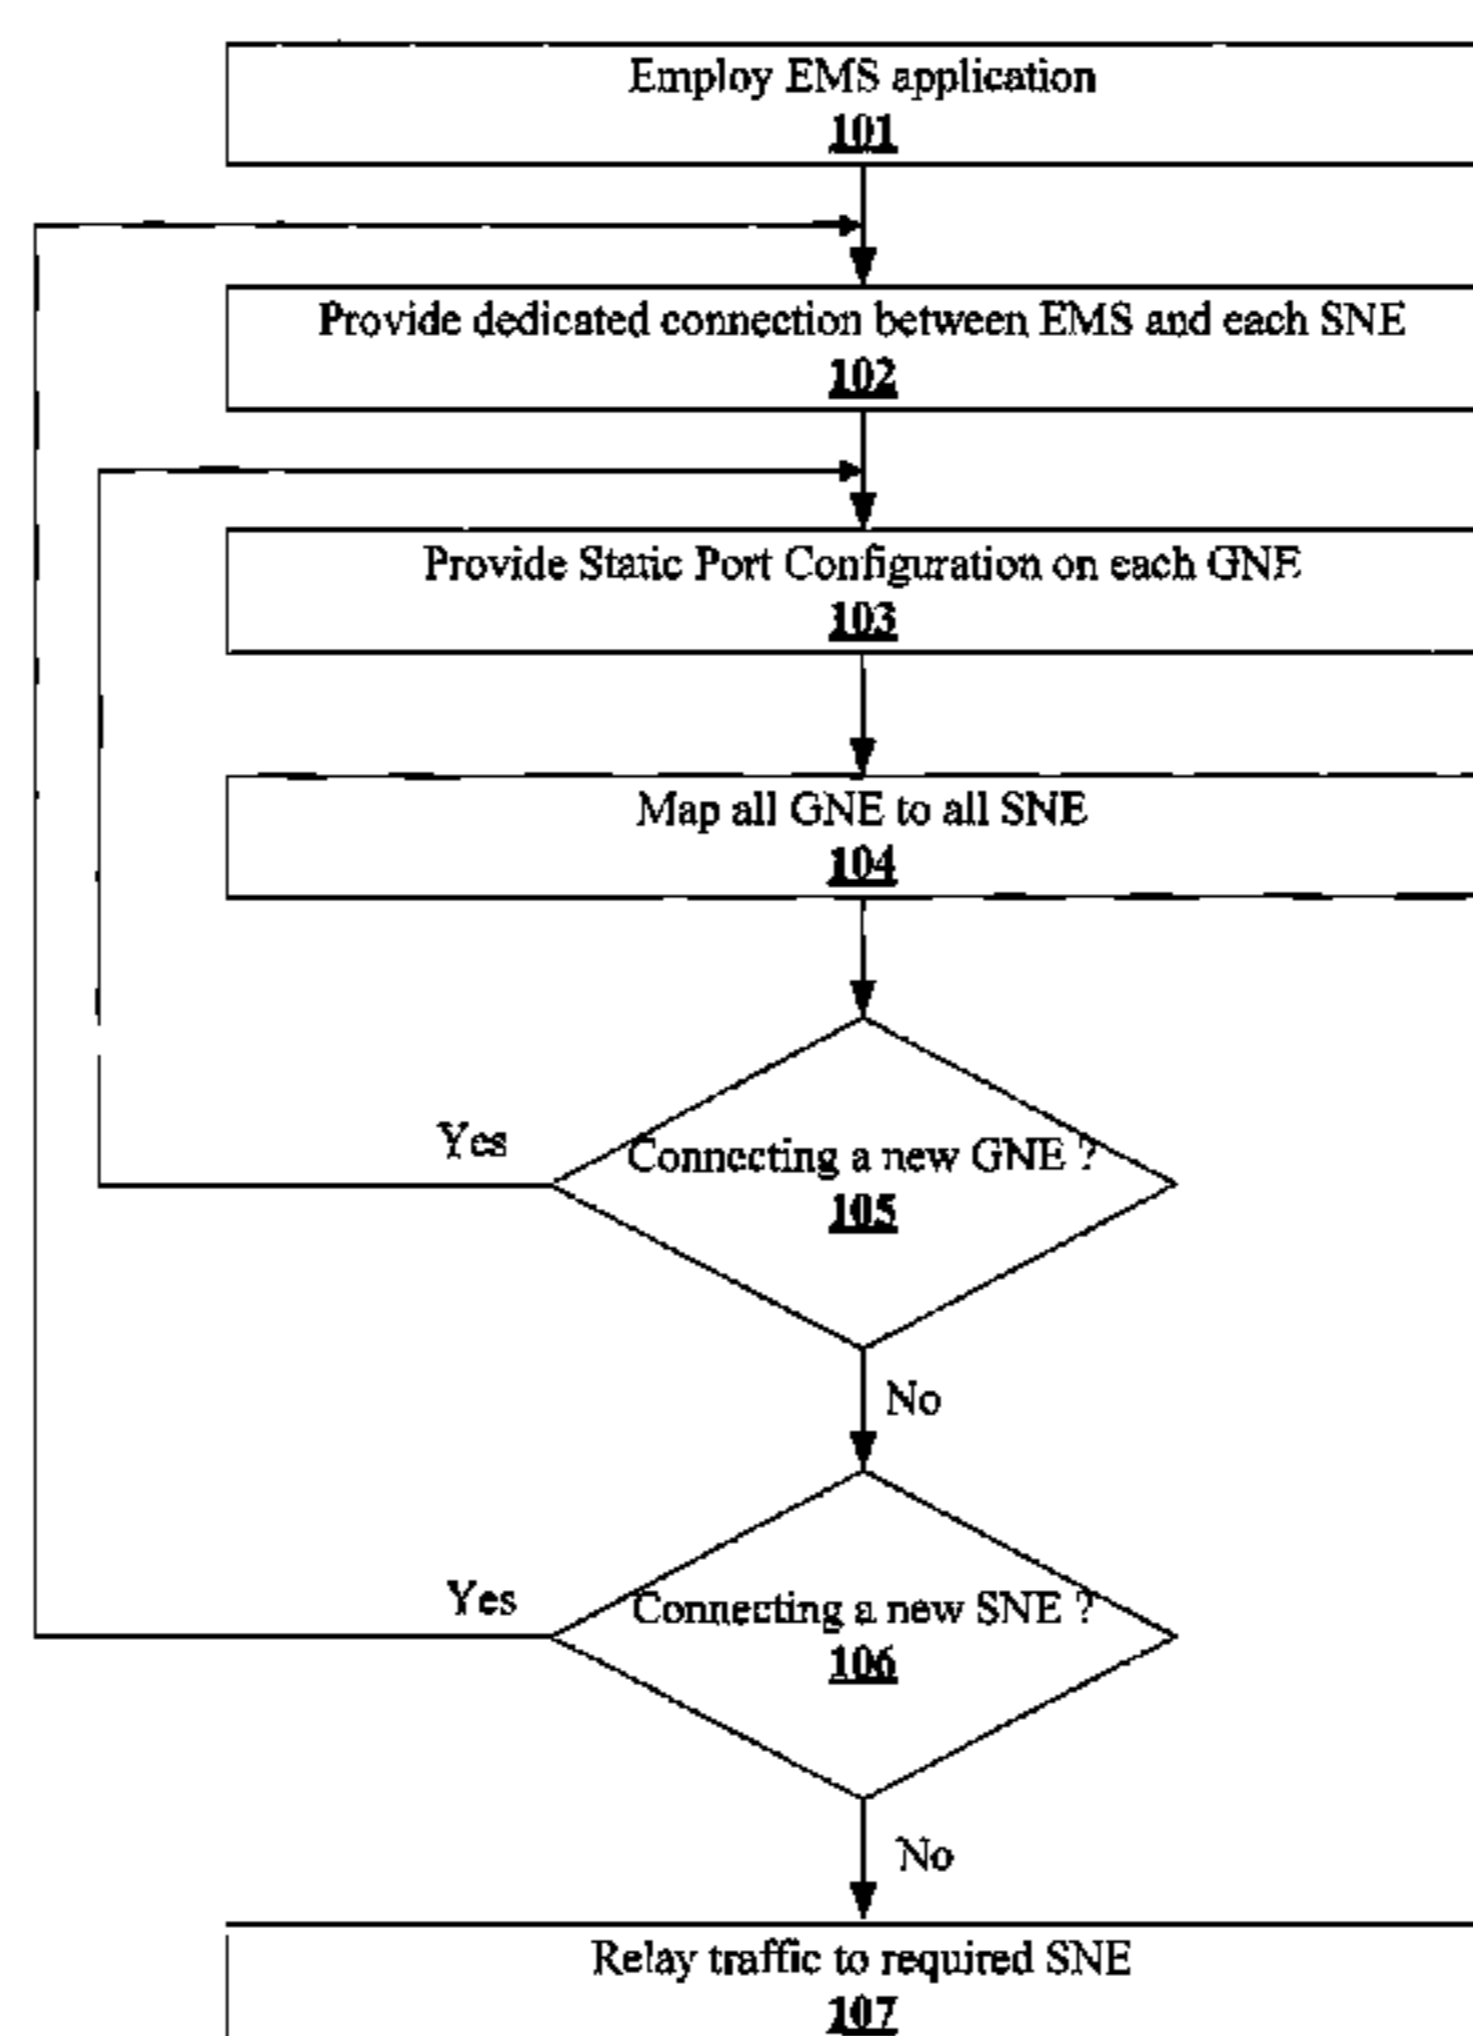 Employ EMS application
101
Provide dedicated connection between EMS and each SNE
102
Provide Static Port Configuration on each GNE
103
Map all GNE to all SNE
104
Yes
Connecting a new GNE ?
105
No
Yes
Connecting a new SNE ?
106
No
Relay traffic to required SNE
107